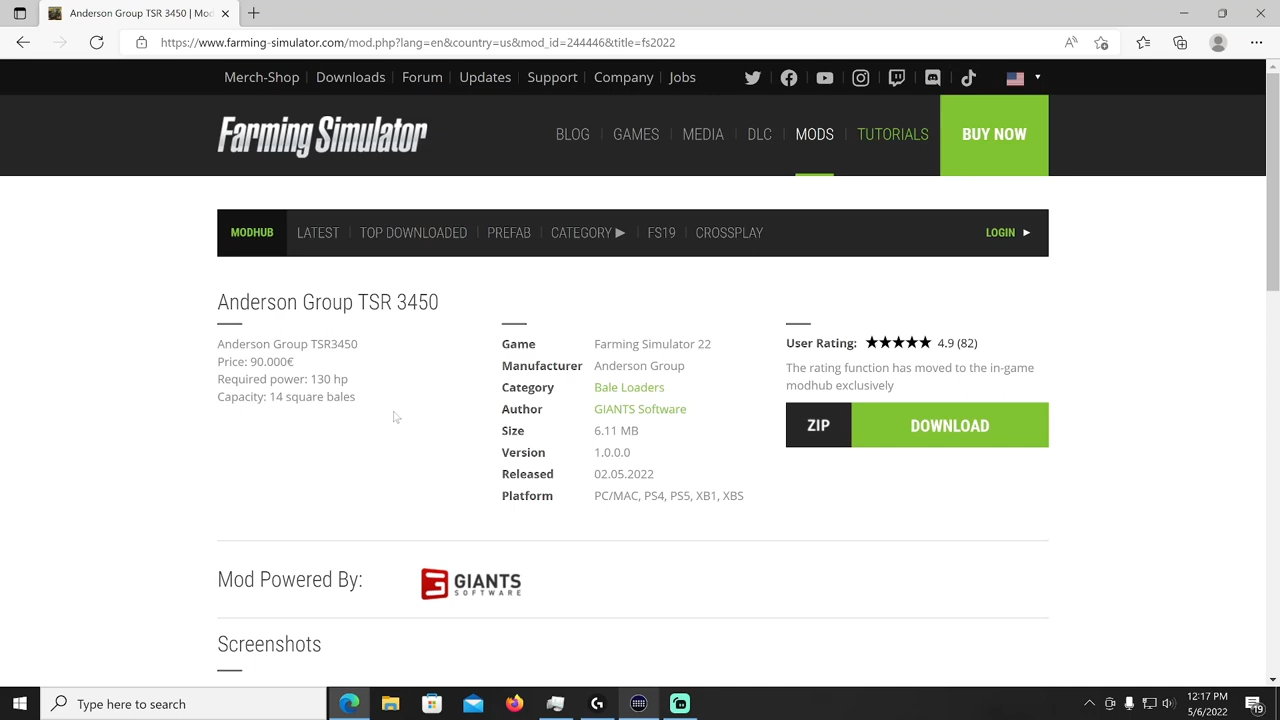 Anderson Group TSR 3450 | Mod
https://www.farming-simulator.com/mod.php?lang=en&country=us&mod_id=244446&title=fs2022
Merch-Shop Downloads Forum Updates Support Company Jobs
Farming Simulator
BLOG GAMES MEDIA DLC MODS TUTORIALS BUY NOW
MODHUB LATEST TOP DOWNLOADED PREFAB CATEGORY ▶ FS19 CROSSPLAY LOGIN ►
Anderson Group TSR 3450
Anderson Group TSR3450
Price: 90.000€
Required power: 130 hp
Capacity: 14 square bales
Game Farming Simulator 22
Manufacturer Anderson Group
Category Bale Loaders
Author GIANTS Software
Size 6.11 MB
Version 1.0.0.0
Released 02.05.2022
Platform PC/MAC, PS4, PS5, XB1, XBS
User Rating: ★★★★★ 4.9 (82)
The rating function has moved to the in-game
modhub exclusively
ZIP DOWNLOAD
Mod Powered By:
GIANTS
SOFTWARE
Screenshots
Type here to search
12:17 PM
5/6/2022
19